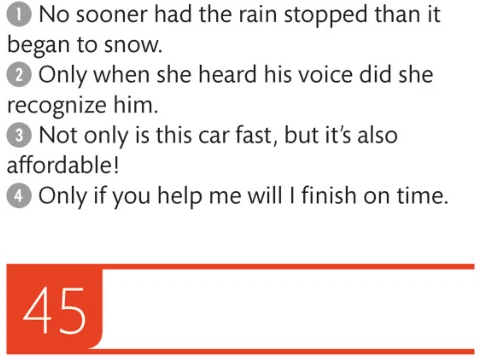 1 No sooner had the rain stopped than it
began to snow.
2 Only when she heard his voice did she
recognize him.
3 Not only is this car fast, but it's also
affordable!
4 Only if you help me will I finish on time.
45